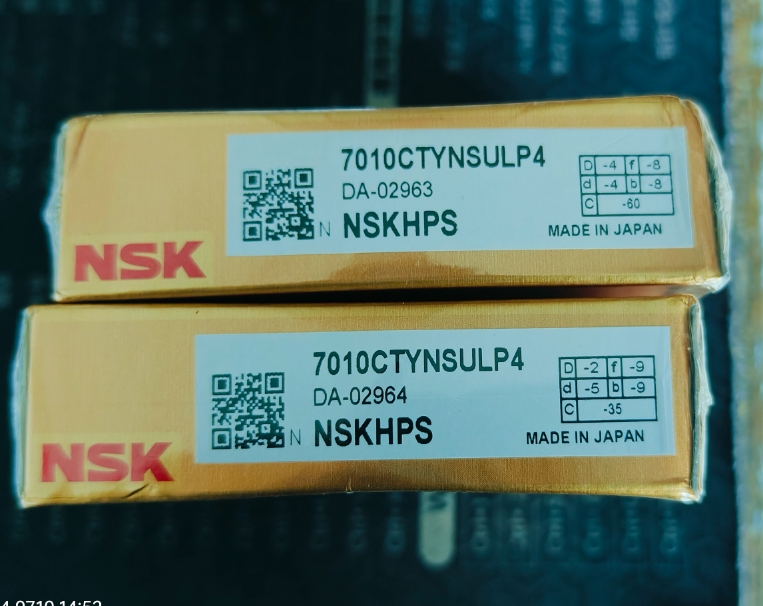 7010CTYNSULP4
DA-02963
N NSKHPS
D -4 f -8
d -4 b -8
C -60
MADE IN JAPAN
NSK
7010CTYNSULP4
DA-02964
N NSKHPS
D -2 f -9
d -5 b -9
C -35
MADE IN JAPAN
NSK